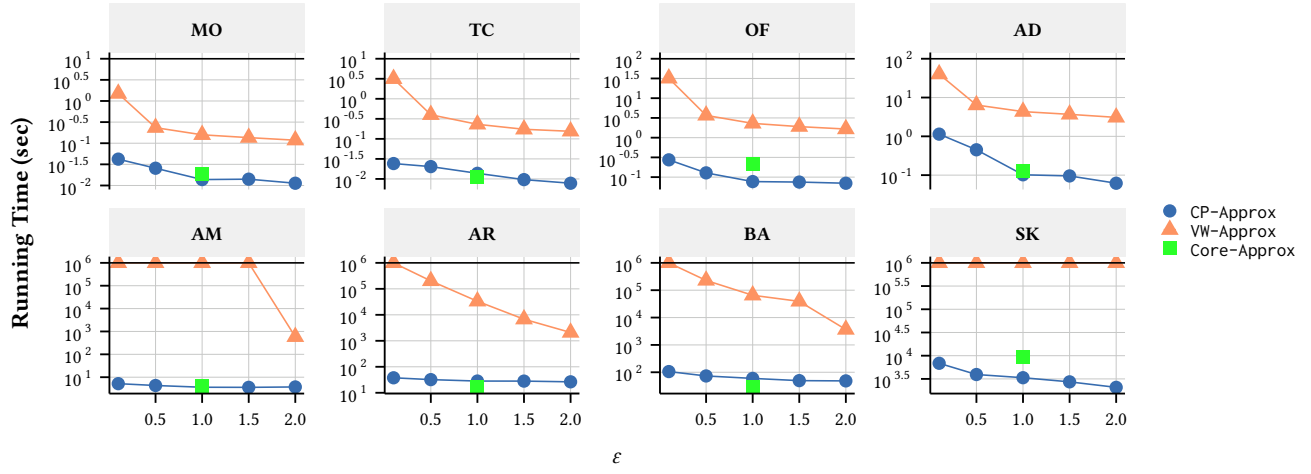 MO TC OF AD
10^1 10^1 10^2 10^2
10^0.5 10^0.5 10^1.5 10^1
10^0 10^0 10^1 10^0
10^-0.5 10^-0.5 10^0.5 10^-1
10^-1 10^-1 10^0
10^-1.5 10^-1.5 10^-0.5
10^-2 10^-2 10^-1
AM AR BA SK
10^6 10^6 10^6 10^6
10^5 10^5 10^5 10^5.5
10^4 10^4 10^4 10^5
10^3 10^3 10^3 10^4.5
10^2 10^2 10^2 10^4
10^1 10^1 10^3.5
0.5 1.0 1.5 2.0 0.5 1.0 1.5 2.0 0.5 1.0 1.5 2.0 0.5 1.0 1.5 2.0
Running Time (sec)
ε
CP-Approx
VW-Approx
Core-Approx